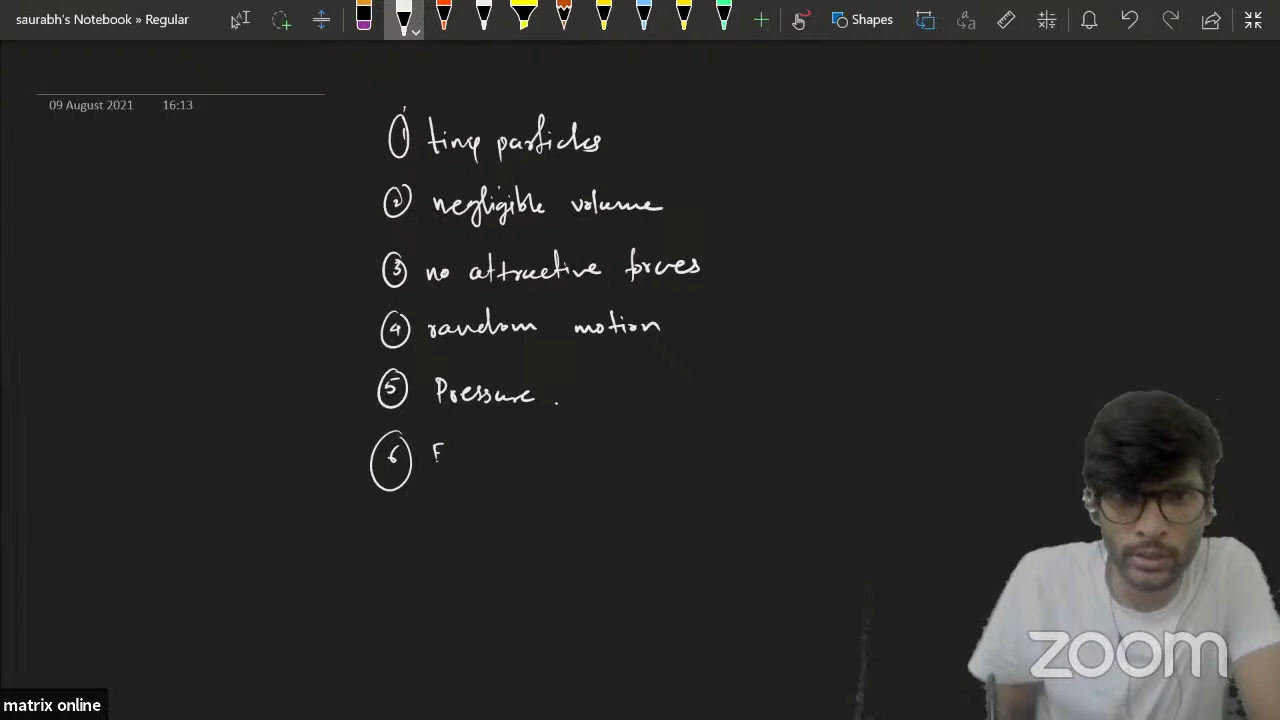 saurabh's Notebook » Regular
Shapes
09 August 2021 16:13
① tiny particles
② negligible volume
③ no attractive forces
④ random motion
⑤ Pressure .
⑥ F
zoom
matrix online